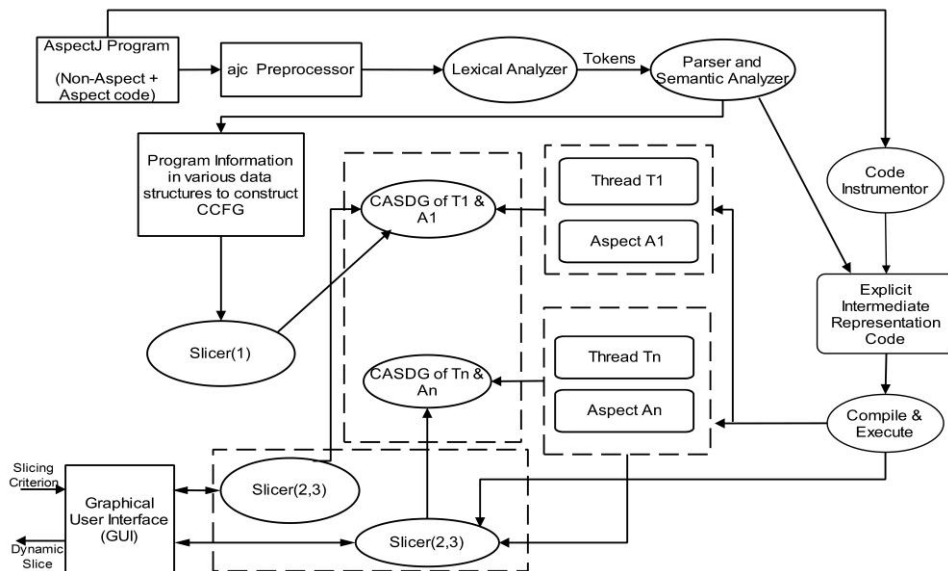 AspectJ Program
(Non-Aspect +
Aspect code)
ajc Preprocessor
Lexical Analyzer
Tokens
Parser and
Semantic Analyzer
Program Information
in various data
structures to construct
CCFG
CASDG of T1 &
A1
Thread T1
Aspect A1
Code
Instrumentor
Explicit
Intermediate
Representation
Code
Slicer(1)
CASDG of Tn &
An
Thread Tn
Aspect An
Compile &
Execute
Slicing
Criterion
Graphical
User Interface
(GUI)
Dynamic
Slice
Slicer(2,3)
Slicer(2,3)